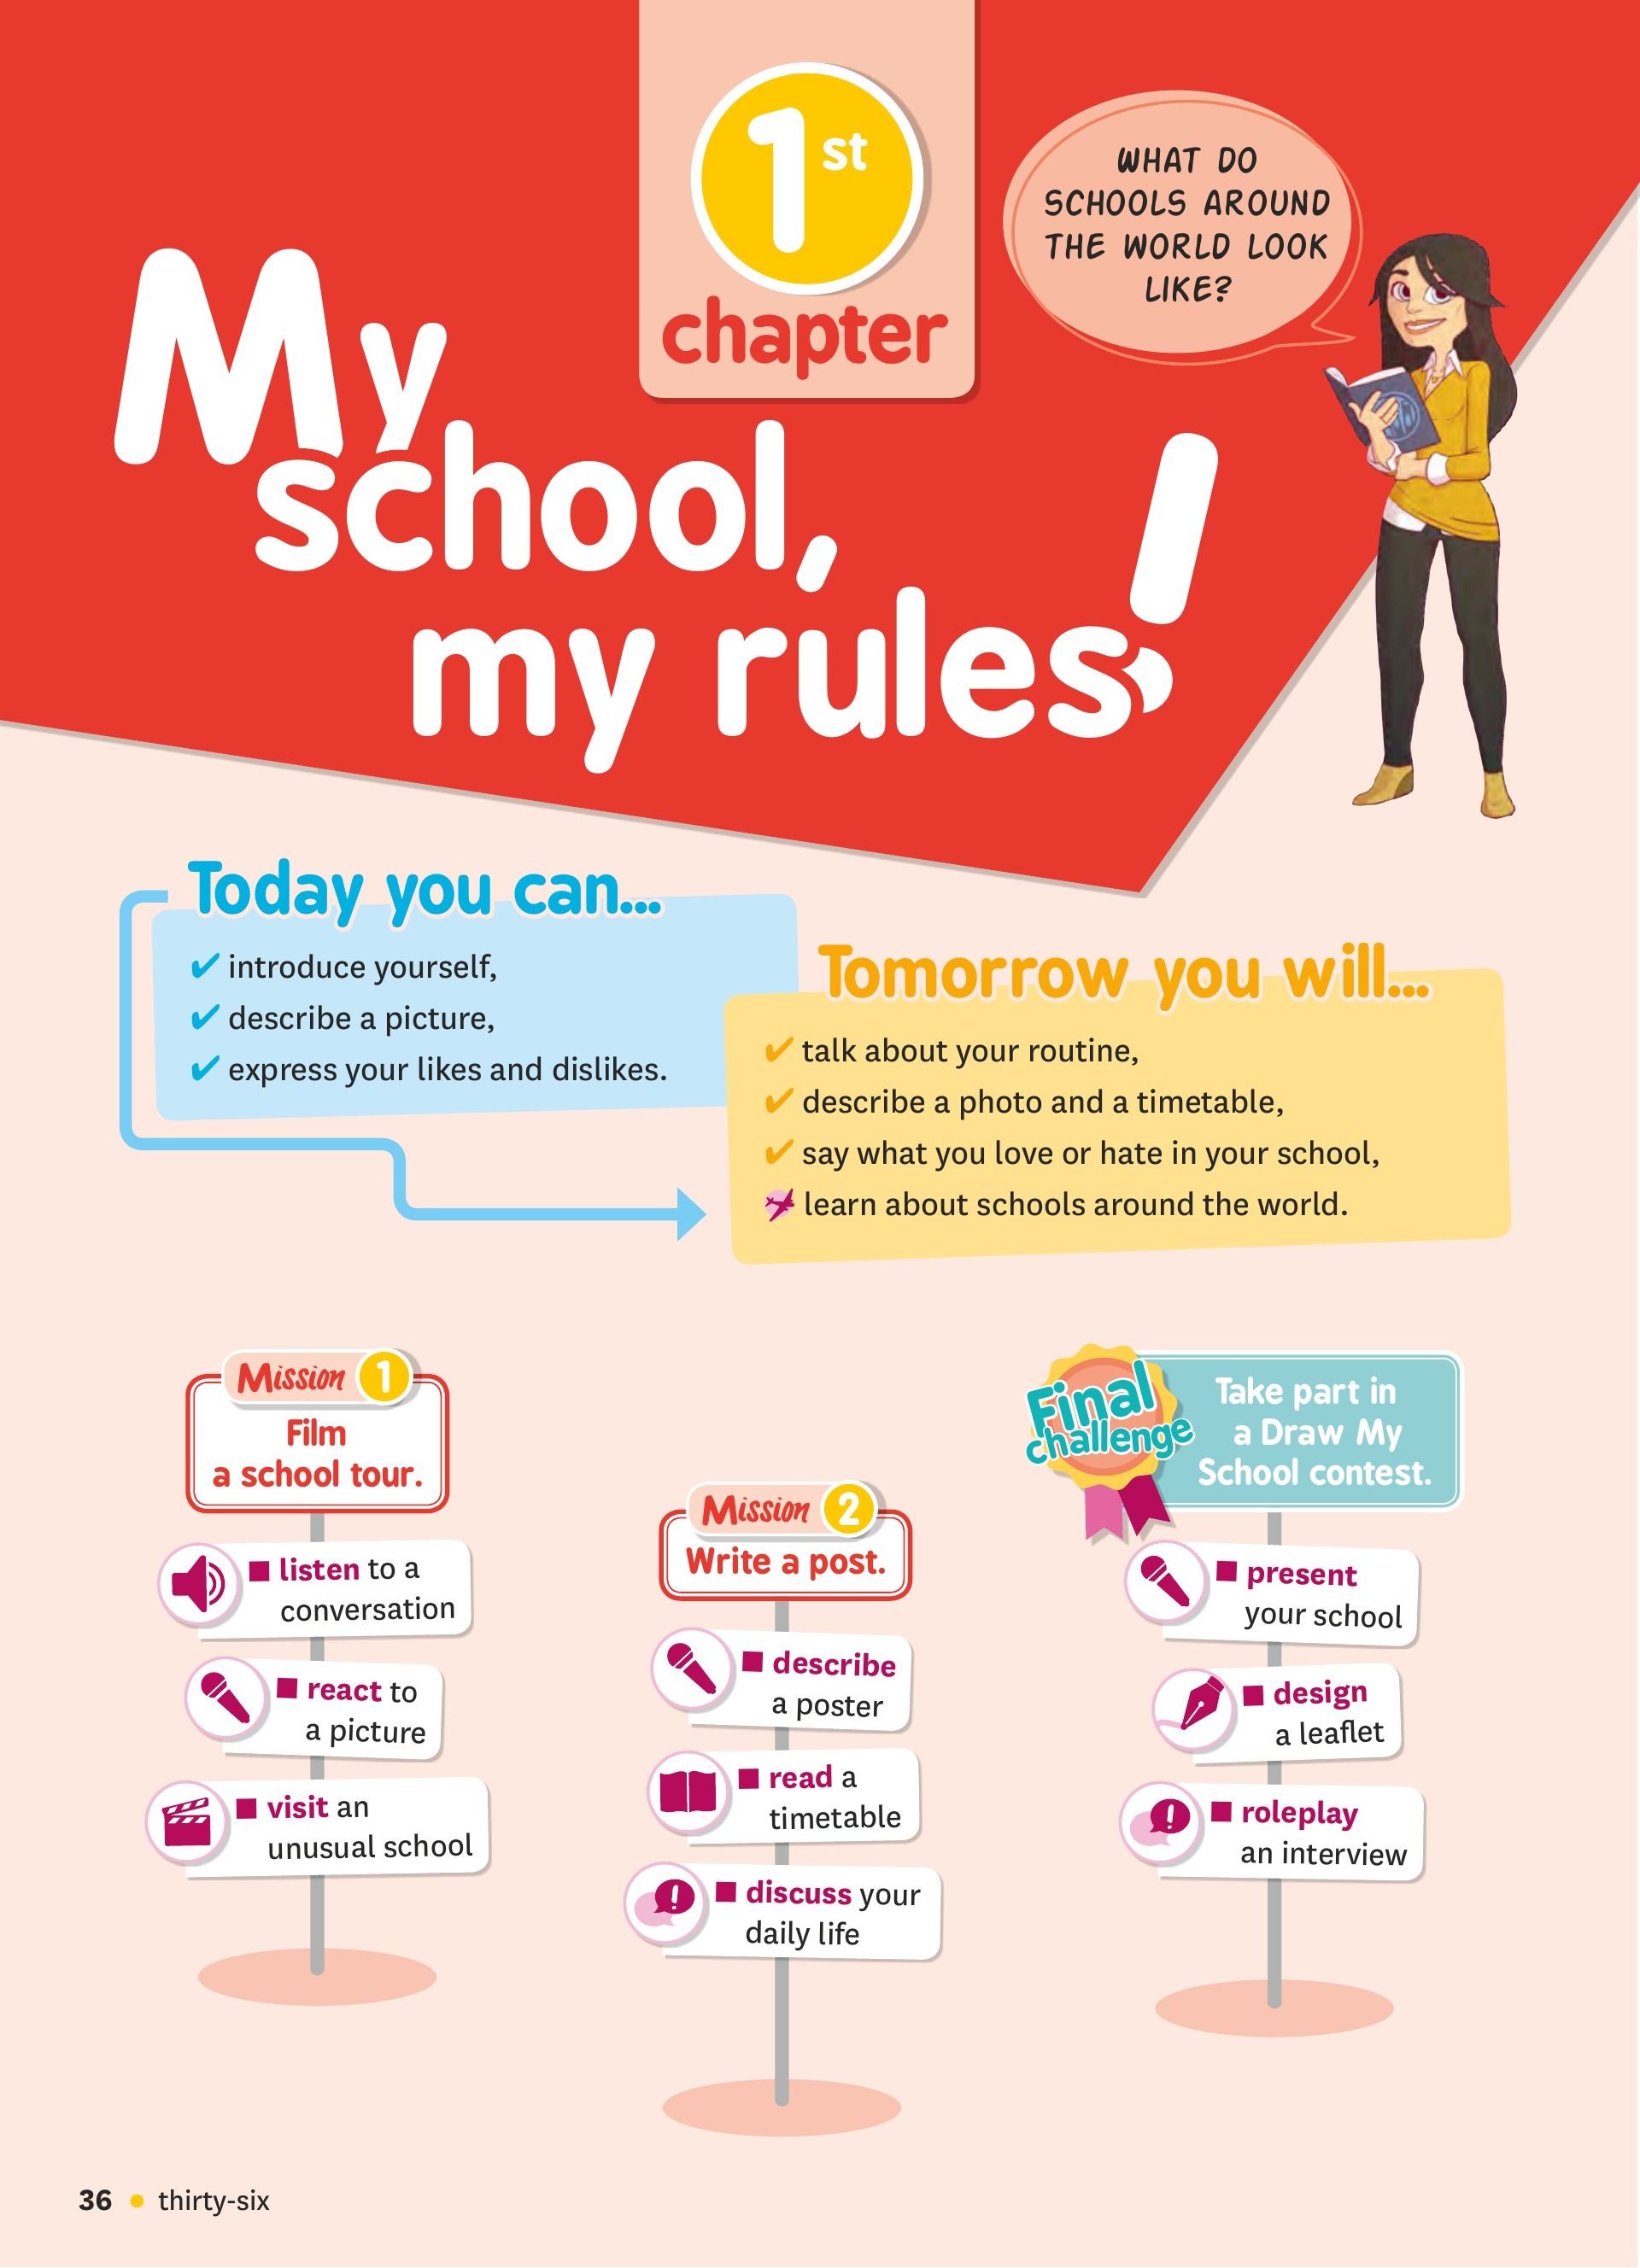 1st
chapter
WHAT DO
SCHOOLS AROUND
THE WORLD LOOK
LIKE?
My
school,
my rules!
Today you can...
✔ introduce yourself,
✔ describe a picture,
✔ express your likes and dislikes.
Tomorrow you will...
✔ talk about your routine,
✔ describe a photo and a timetable,
✔ say what you love or hate in your school,
learn about schools around the world.
Mission 1
Film
a school tour.
■ listen to a
conversation
■ react to
a picture
■ visit an
unusual school
Mission 2
Write a post.
■ describe
a poster
■ read a
timetable
■ discuss your
daily life
Final
challenge
Take part in
a Draw My
School contest.
■ present
your school
■ design
a leaflet
■ roleplay
an interview
36 • thirty-six